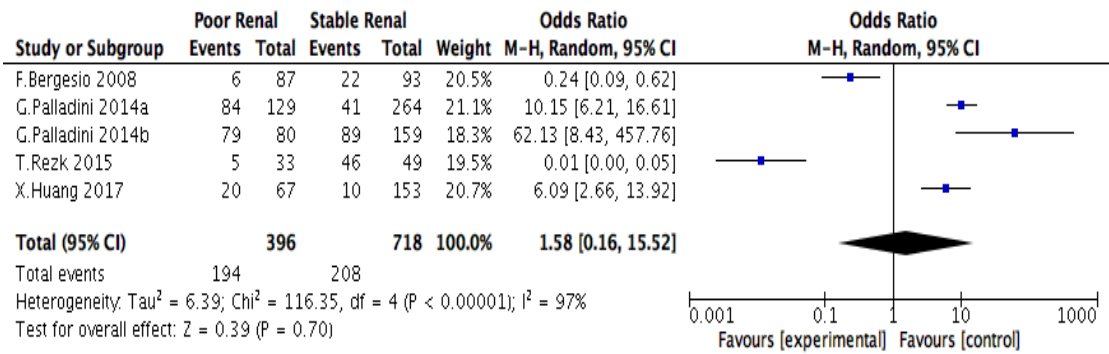 Poor Renal Stable Renal Odds Ratio Odds Ratio
Study or Subgroup Events Total Events Total Weight M-H, Random, 95% CI M-H, Random, 95% CI
F.Bergesio 2008 6 87 22 93 20.5% 0.24 [0.09, 0.62]
G.Palladini 2014a 84 129 41 264 21.1% 10.15 [6.21, 16.61]
G.Palladini 2014b 79 80 89 159 18.3% 62.13 [8.43, 457.76]
T.Rezk 2015 5 33 46 49 19.5% 0.01 [0.00, 0.05]
X.Huang 2017 20 67 10 153 20.7% 6.09 [2.66, 13.92]
Total (95% CI) 396 718 100.0% 1.58 [0.16, 15.52]
Total events 194 208
Heterogeneity: Tau² = 6.39; Chi² = 116.35, df = 4 (P < 0.00001); I² = 97%
Test for overall effect: Z = 0.39 (P = 0.70)
0.001 0.1 1 10 1000
Favours [experimental] Favours [control]